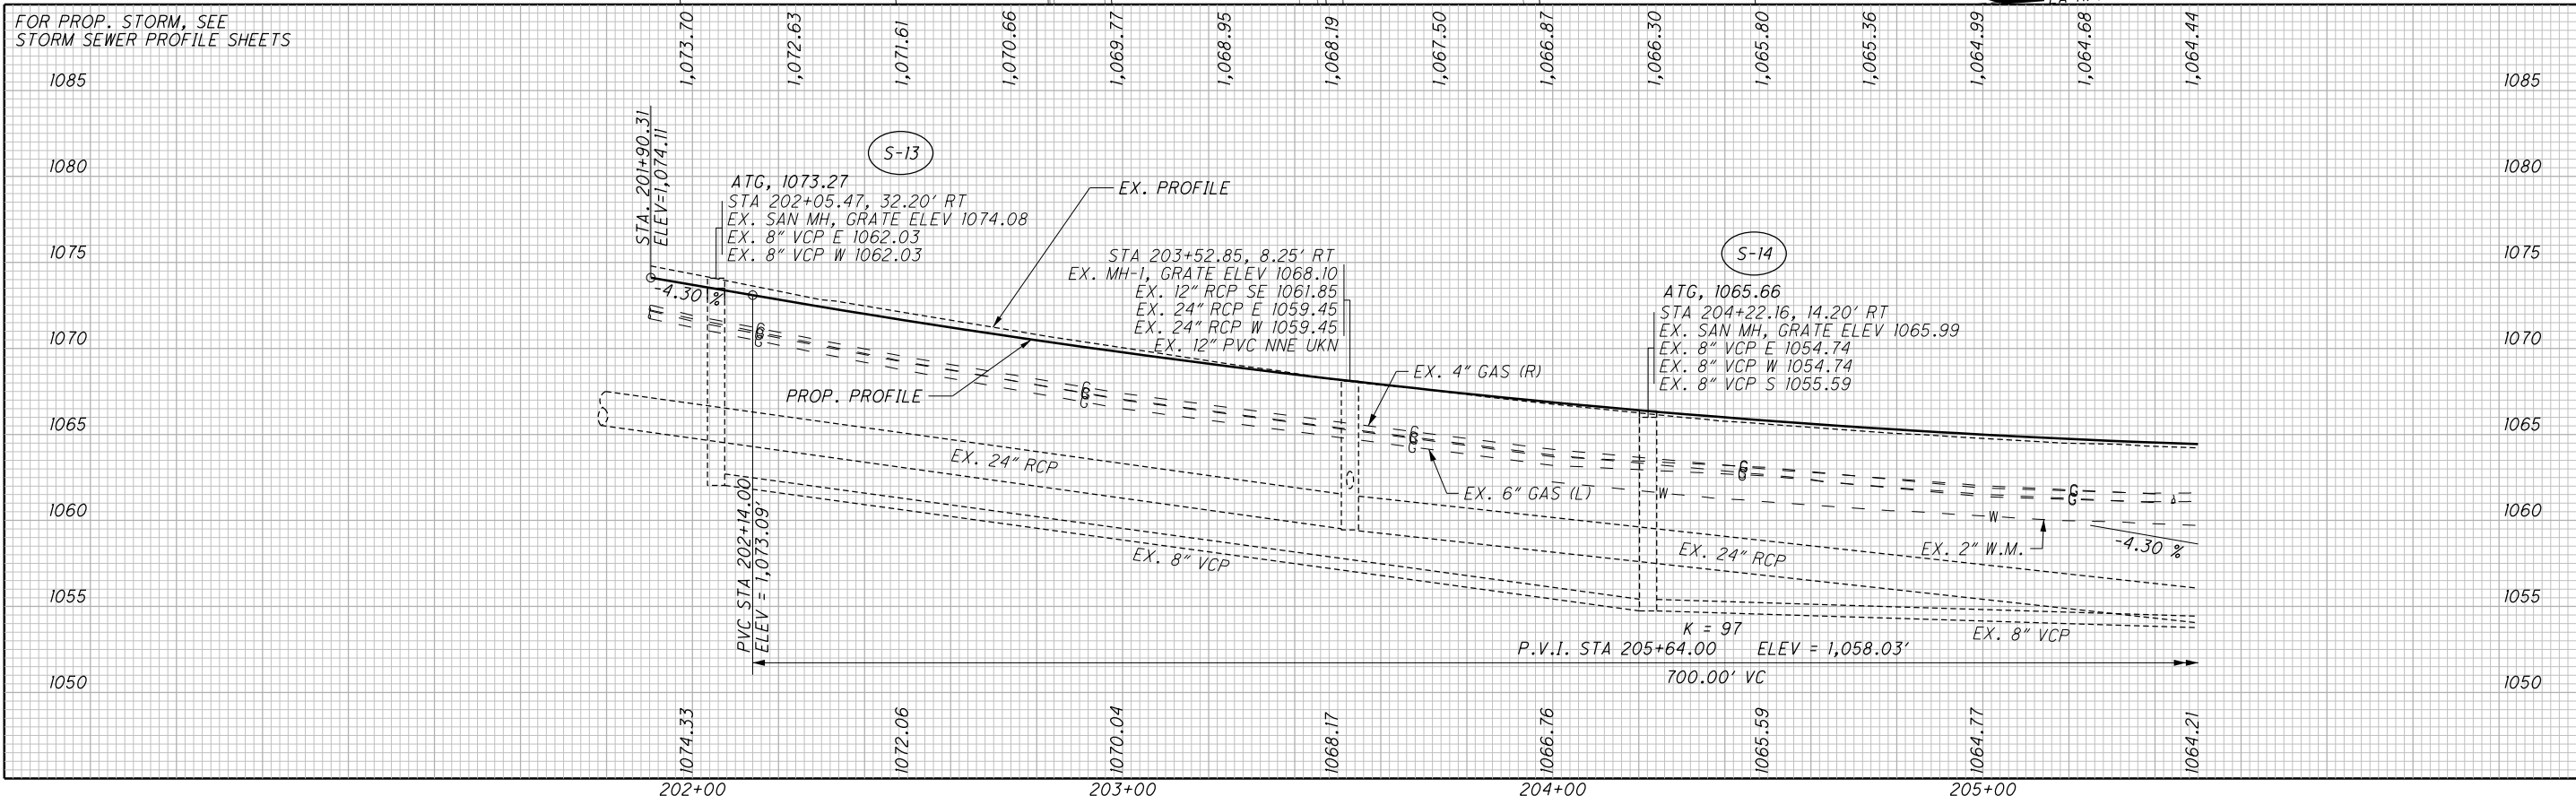 FOR PROP. STORM, SEE
STORM SEWER PROFILE SHEETS
1,073.70
1,072.63
1,071.61
1,070.66
1,069.77
1,068.95
1,068.19
1,067.50
1,066.87
1,066.30
1,065.80
1,065.36
1,064.99
1,064.68
1,064.44
1085
1085
1080
1080
1075
1075
1070
1070
1065
1065
1060
1060
1055
1055
1050
1050
STA. 201+90.31
ELEV=1,074.11
S-13
ATG, 1073.27
STA 202+05.47, 32.20' RT
EX. SAN MH, GRATE ELEV 1074.08
EX. 8" VCP E 1062.03
EX. 8" VCP W 1062.03
EX. PROFILE
-4.30 %
PROP. PROFILE
STA 203+52.85, 8.25' RT
EX. MH-1, GRATE ELEV 1068.10
EX. 12" RCP SE 1061.85
EX. 24" RCP E 1059.45
EX. 24" RCP W 1059.45
EX. 12" PVC NNE UKN
S-14
ATG, 1065.66
STA 204+22.16, 14.20' RT
EX. SAN MH, GRATE ELEV 1065.99
EX. 8" VCP E 1054.74
EX. 8" VCP W 1054.74
EX. 8" VCP S 1055.59
EX. 4" GAS (R)
EX. 6" GAS (L)
G
G
G
G
G
G
G
G
G
G
G
G
G
W
W
EX. 24" RCP
EX. 8" VCP
EX. 24" RCP
EX. 2" W.M.
-4.30 %
EX. 8" VCP
PVC STA 202+14.00
ELEV = 1,073.09'
K = 97
P.V.I. STA 205+64.00 ELEV = 1,058.03'
700.00' VC
1074.33
1072.06
1070.04
1068.17
1066.76
1065.59
1064.77
1064.21
202+00
203+00
204+00
205+00